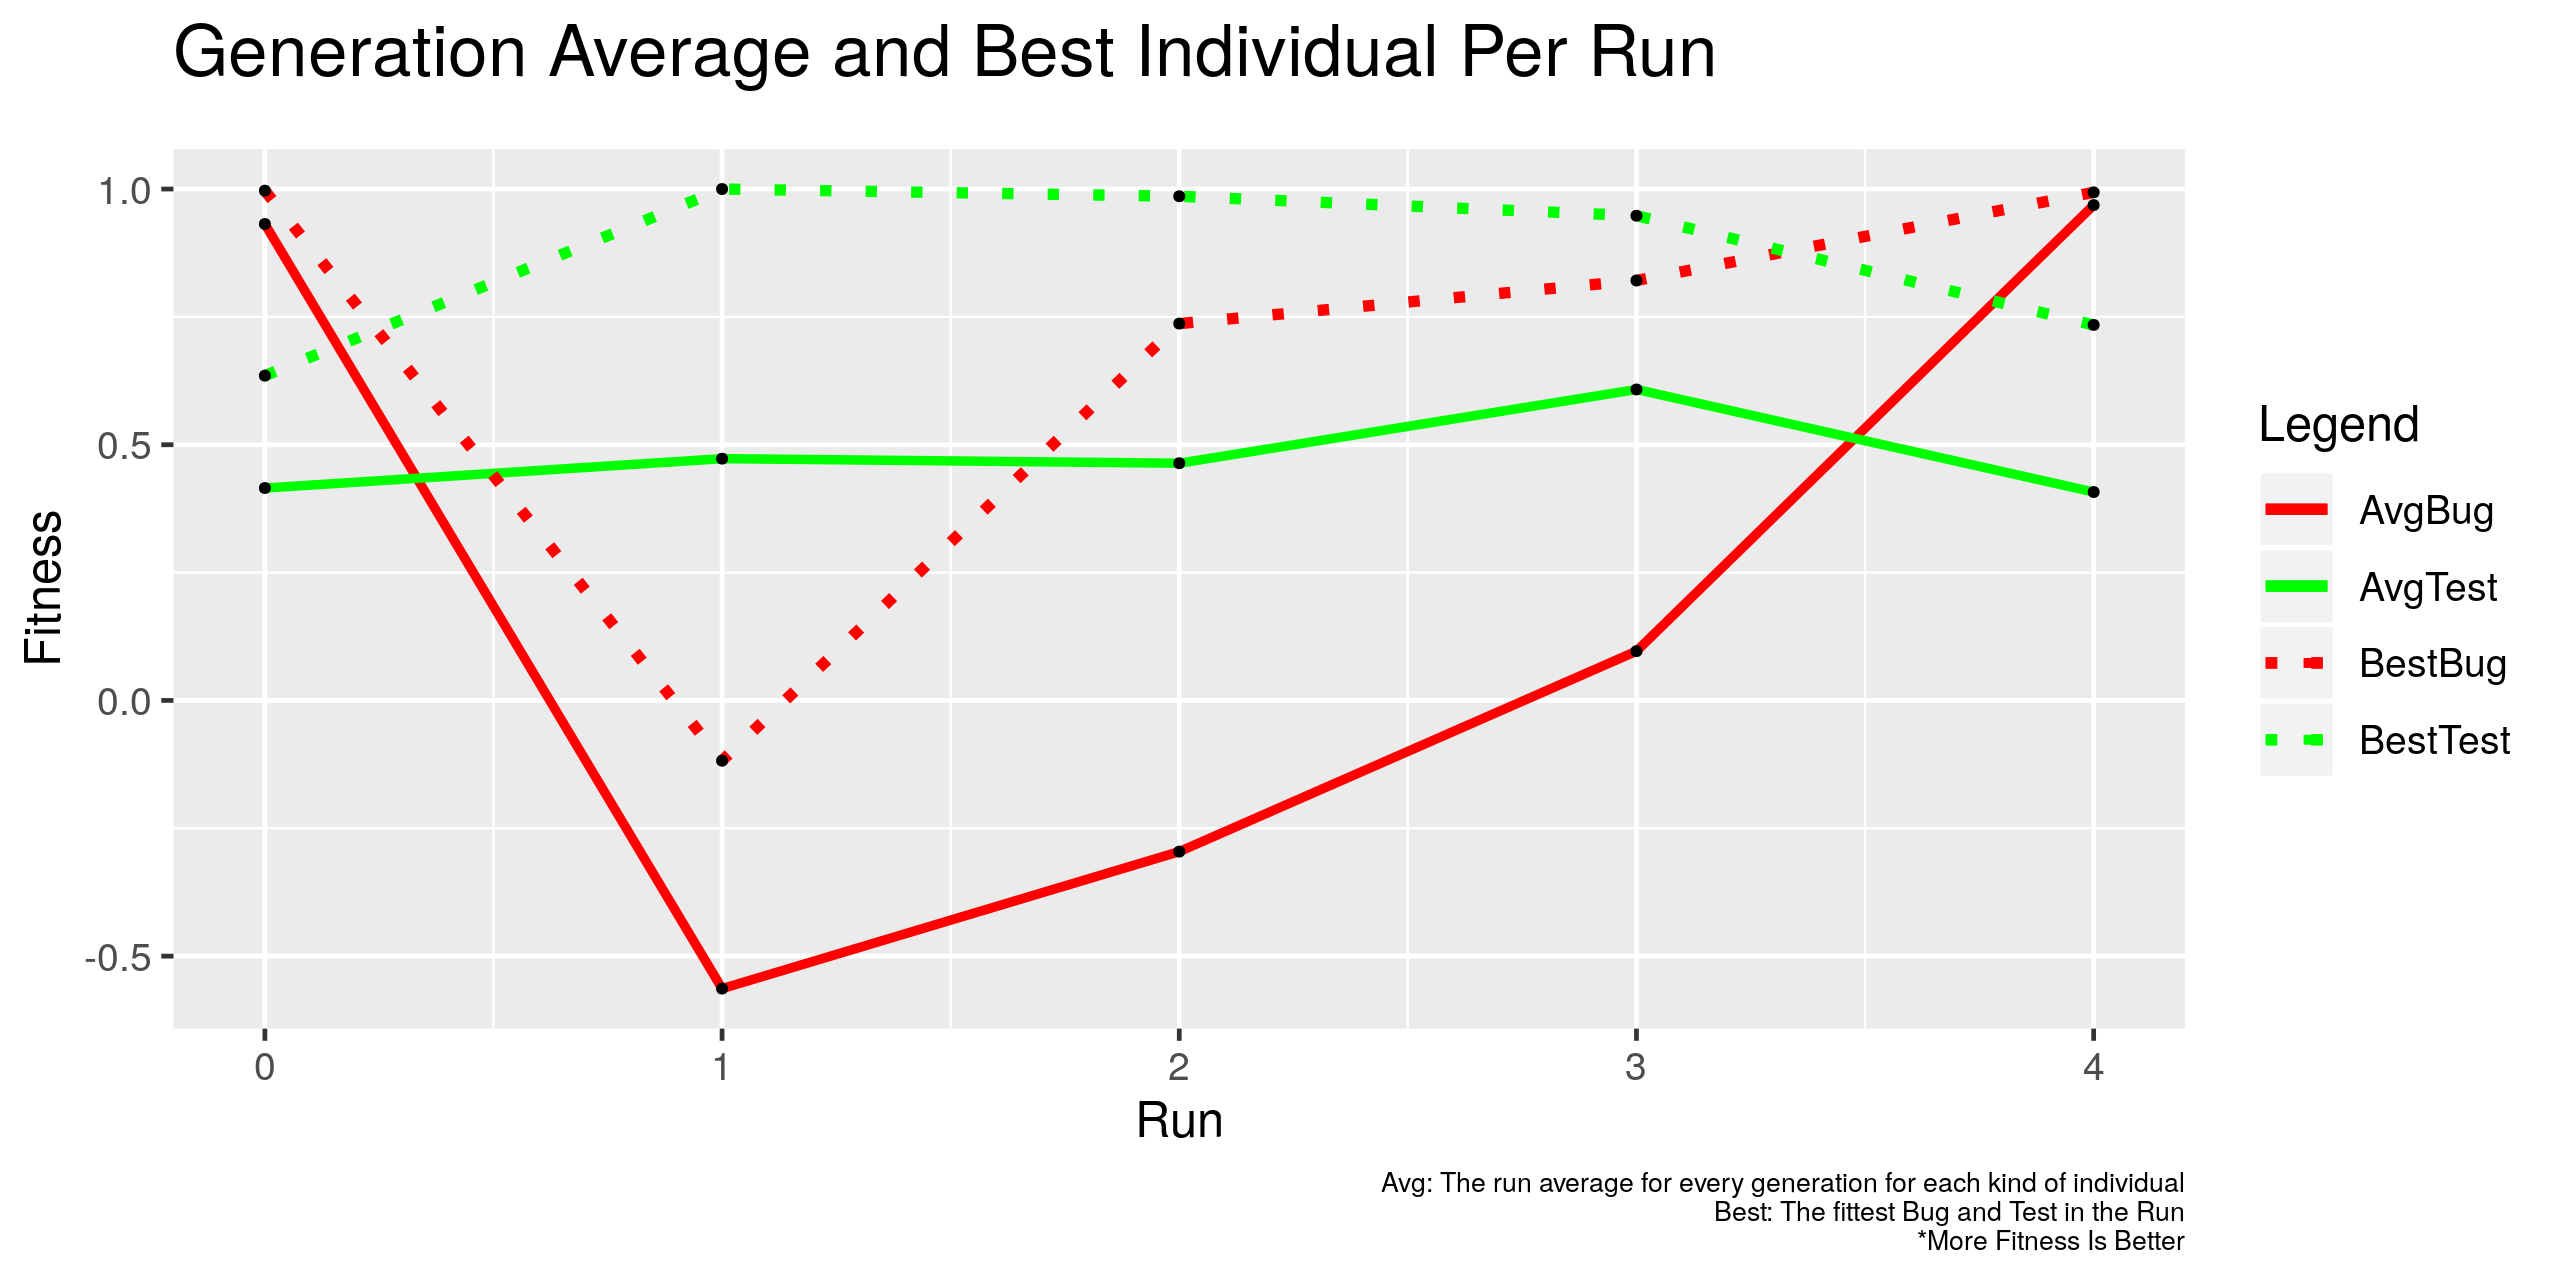 Generation Average and Best Individual Per Run
1.0
0.5
0.0
-0.5
Fitness
0 1 2 3 4
Run
Legend
AvgBug
AvgTest
BestBug
BestTest
Avg: The run average for every generation for each kind of individual
Best: The fittest Bug and Test in the Run
*More Fitness Is Better